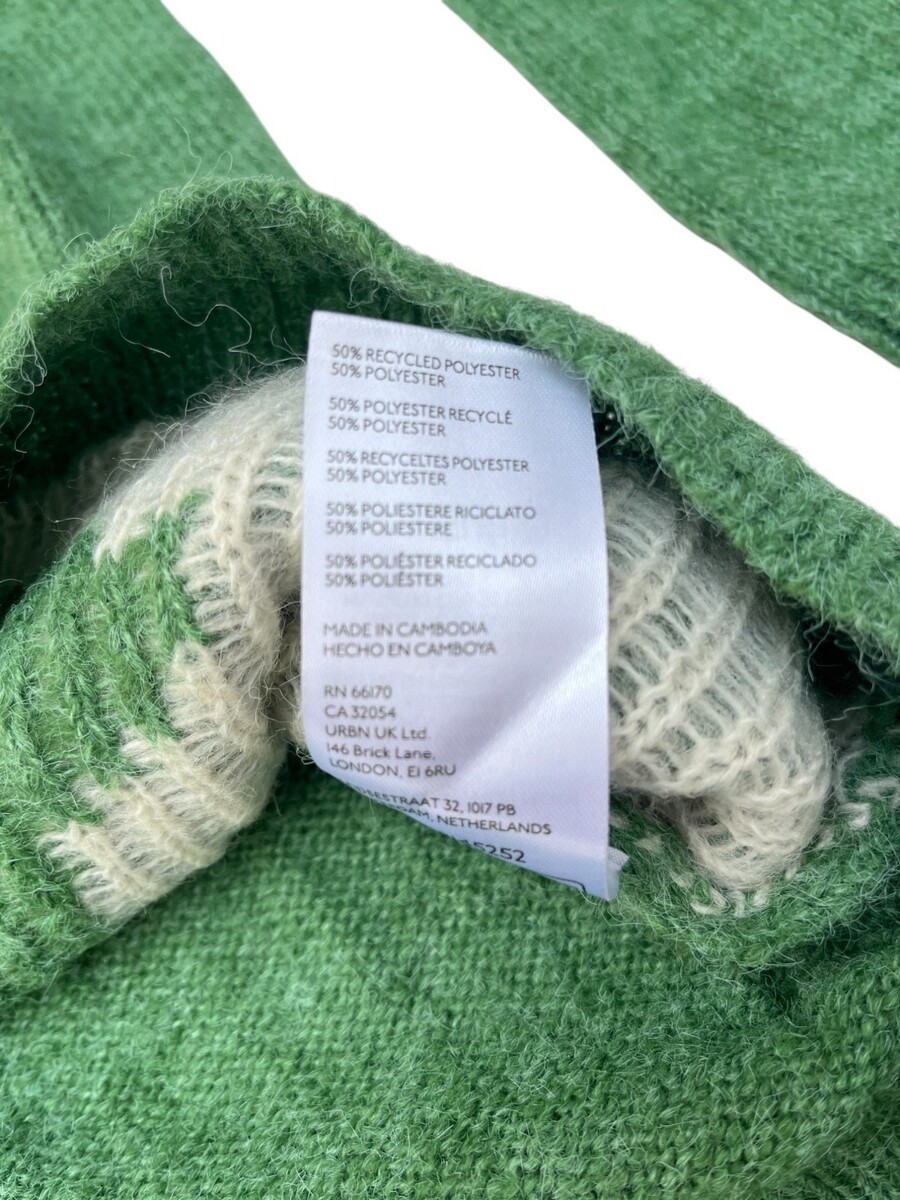 50% RECYCLED POLYESTER
50% POLYESTER
50% POLYESTER RECYCLÉ
50% POLYESTER
50% RECYCELTES POLYESTER
50% POLYESTER
50% POLIESTERE RICICLATO
50% POLIESTERE
50% POLIÉSTER RECICLADO
50% POLIÉSTER
MADE IN CAMBODIA
HECHO EN CAMBOYA
RN 66170
CA 32054
URBN UK Ltd.
146 Brick Lane,
LONDON, E1 6RU
32, 1017 PB
NETHERLANDS